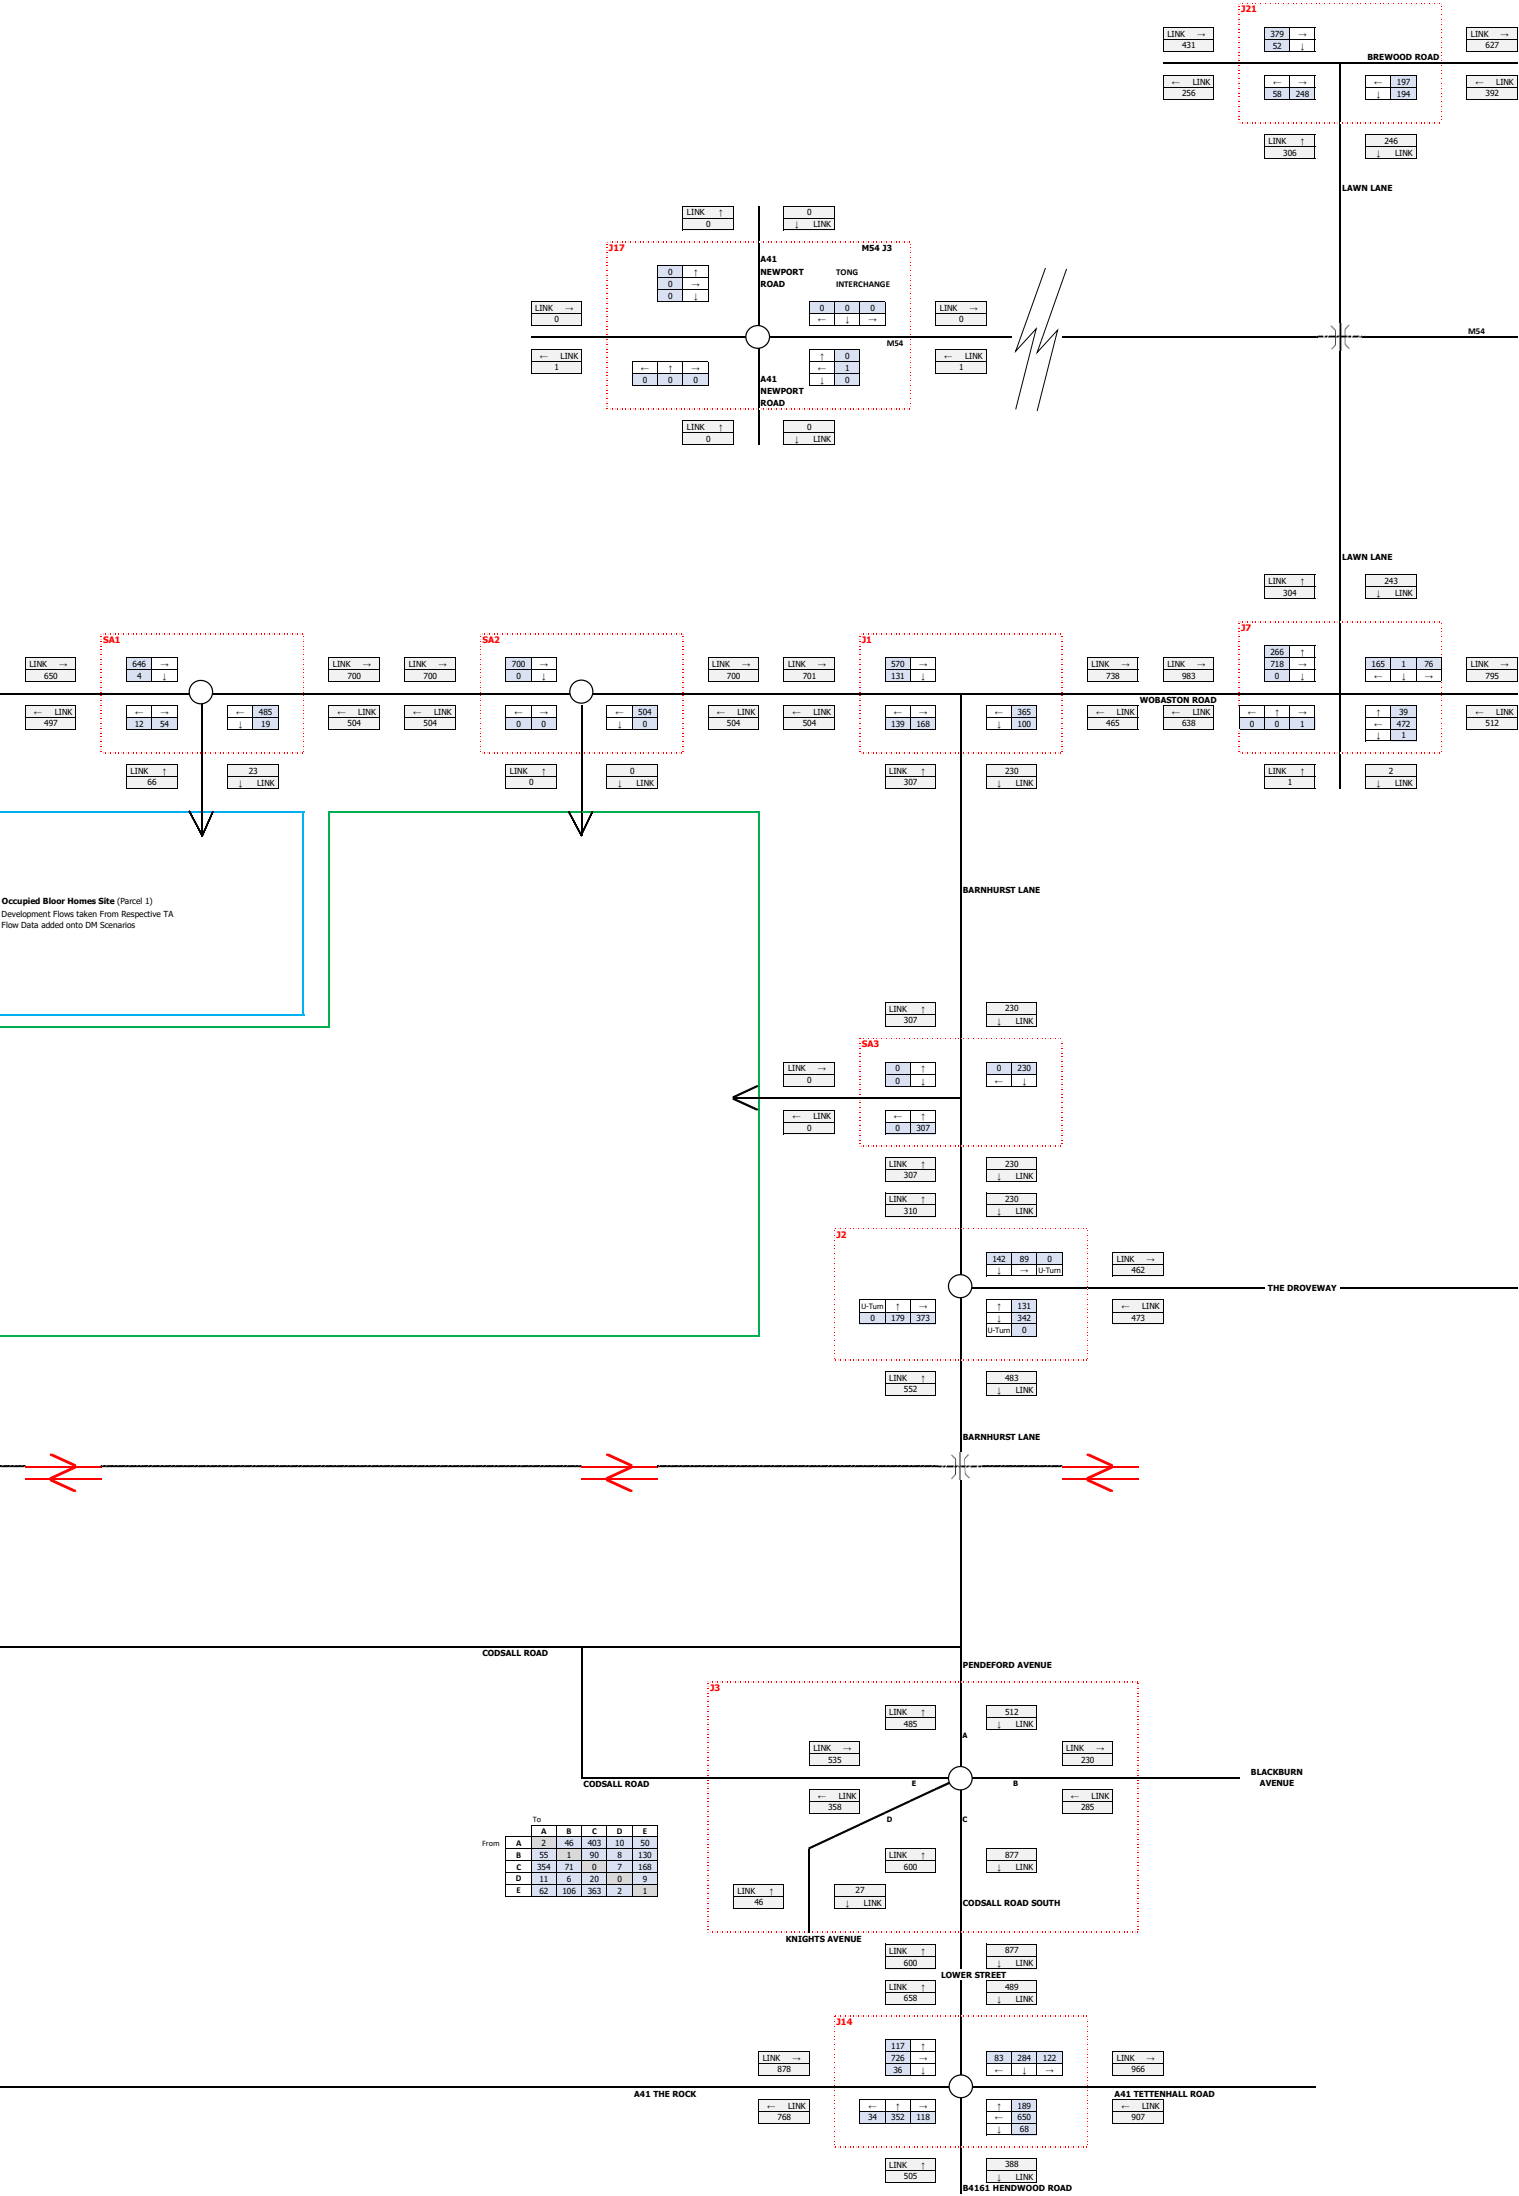 J21
LINK →
431
379 →
52 ↓
LINK →
627
BREWOOD ROAD
← LINK
256
← →
58 248
← 197
↓ 194
← LINK
392
LINK ↑
306
246
↓ LINK
LAWN LANE
LINK ↑
0
0
↓ LINK
J17
M54 J3
A41
NEWPORT
ROAD
TONG
INTERCHANGE
0 ↑
0 →
0 ↓
LINK →
0
0 0 0
← ↓ →
LINK →
0
M54
M54
← LINK
1
← ↑ →
0 0 0
↑ 0
← 1
↓ 0
← LINK
1
A41
NEWPORT
ROAD
LINK ↑
0
0
↓ LINK
LAWN LANE
LINK ↑
304
243
↓ LINK
SA1
LINK →
650
646 →
4 ↓
LINK →
700
← LINK
497
← →
12 54
← 485
↓ 19
← LINK
504
LINK ↑
66
23
↓ LINK
SA2
LINK →
700
700 →
0 ↓
LINK →
700
← LINK
504
← →
0 0
← 504
↓ 0
← LINK
504
LINK ↑
0
0
↓ LINK
J1
LINK →
701
570 →
131 ↓
LINK →
738
← LINK
504
← →
139 168
← 365
↓ 100
← LINK
465
LINK ↑
307
230
↓ LINK
WOBASTON ROAD
J7
LINK →
983
266 ↑
718 →
0 ↓
165 1 76
← ↓ →
LINK →
795
← LINK
638
← ↑ →
0 0 1
↑ 39
← 472
↓ 1
← LINK
512
LINK ↑
1
2
↓ LINK
Occupied Bloor Homes Site (Parcel 1)
Development Flows taken From Respective TA
Flow Data added onto DM Scenarios
BARNHURST LANE
LINK ↑
307
230
↓ LINK
SA3
LINK →
0
0 ↑
0 ↓
0 230
← ↓
← LINK
0
← ↑
0 307
LINK ↑
307
230
↓ LINK
LINK ↑
310
230
↓ LINK
J2
142 89 0
↓ → U-Turn
LINK →
462
THE DROVEWAY
U-Turn ↑ →
0 179 373
↑ 131
↓ 342
U-Turn 0
← LINK
473
LINK ↑
552
483
↓ LINK
BARNHURST LANE
CODSALL ROAD
PENDEFORD AVENUE
J3
LINK ↑
485
512
↓ LINK
A
LINK →
535
LINK →
230
CODSALL ROAD
E
B
BLACKBURN
AVENUE
← LINK
358
← LINK
285
D
C
To
A B C D E
From A 2 46 403 10 50
B 55 1 90 8 130
C 354 71 0 7 168
D 11 6 20 0 9
E 62 106 363 2 1
LINK ↑
600
877
↓ LINK
LINK ↑
46
27
↓ LINK
CODSALL ROAD SOUTH
KNIGHTS AVENUE
LINK ↑
600
877
↓ LINK
LOWER STREET
LINK ↑
658
489
↓ LINK
J14
LINK →
878
117 ↑
726 →
36 ↓
83 284 122
← ↓ →
LINK →
966
A41 THE ROCK
A41 TETTENHALL ROAD
← LINK
768
← ↑ →
34 352 118
↑ 189
← 650
↓ 68
← LINK
907
LINK ↑
505
388
↓ LINK
B4161 HENDWOOD ROAD